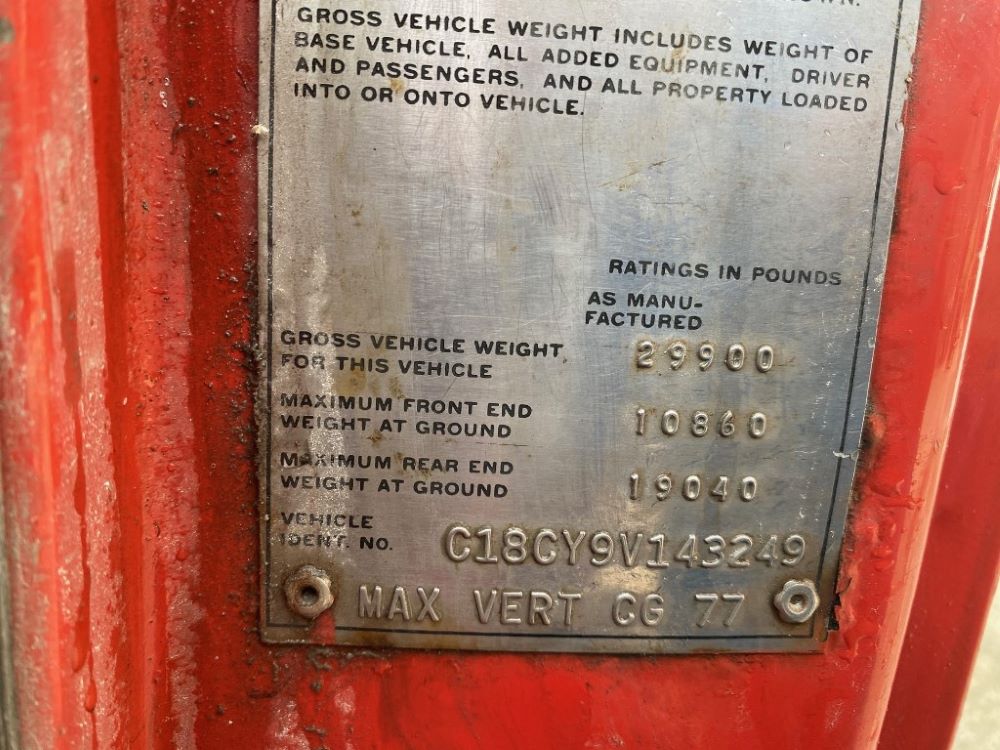 GROSS VEHICLE WEIGHT INCLUDES WEIGHT OF
BASE VEHICLE, ALL ADDED EQUIPMENT, DRIVER
AND PASSENGERS, AND ALL PROPERTY LOADED
INTO OR ONTO VEHICLE.
RATINGS IN POUNDS
AS MANU-
FACTURED
GROSS VEHICLE WEIGHT
FOR THIS VEHICLE 29900
MAXIMUM FRONT END
WEIGHT AT GROUND 10860
MAXIMUM REAR END
WEIGHT AT GROUND 19040
VEHICLE
IDENT. NO. C18CY9V143249
MAX VERT CG 77